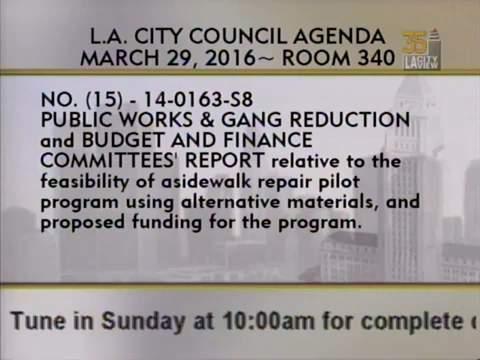 L.A. CITY COUNCIL AGENDA
MARCH 29, 2016~ ROOM 340
35
LACITY
VIEW
NO. (15) - 14-0163-S8
PUBLIC WORKS & GANG REDUCTION
and BUDGET AND FINANCE
COMMITTEES' REPORT relative to the
feasibility of asidewalk repair pilot
program using alternative materials, and
proposed funding for the program.
Tune in Sunday at 10:00am for complete